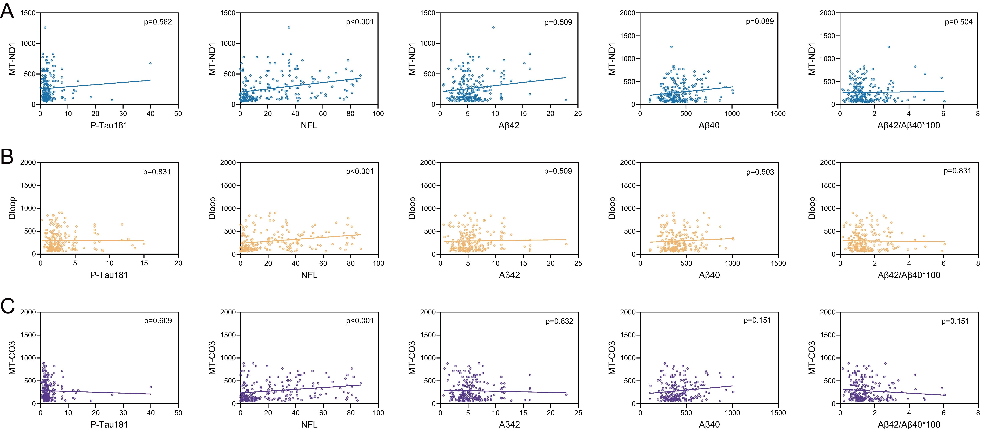 A
1500
1000
500
0
MT-ND1
p=0.562
0 10 20 30 40 50
P-Tau181
1500
1000
500
0
MT-ND1
p<0.001
0 20 40 60 80 100
NFL
1500
1000
500
0
MT-ND1
p=0.509
0 5 10 15 20 25
Aβ42
2000
1500
1000
500
0
MT-ND1
p=0.089
0 500 1000 1500
Aβ40
2000
1500
1000
500
0
MT-ND1
p=0.504
0 2 4 6 8
Aβ42/Aβ40*100
B
2000
1500
1000
500
0
Dloop
p=0.831
0 5 10 15 20
P-Tau181
2000
1500
1000
500
0
Dloop
p<0.001
0 20 40 60 80 100
NFL
2000
1500
1000
500
0
Dloop
p=0.509
0 5 10 15 20 25
Aβ42
2000
1500
1000
500
0
Dloop
p=0.503
0 500 1000 1500
Aβ40
2000
1500
1000
500
0
Dloop
p=0.831
0 2 4 6 8
Aβ42/Aβ40*100
C
2000
1500
1000
500
0
MT-CO3
p=0.609
0 10 20 30 40 50
P-Tau181
2000
1500
1000
500
0
MT-CO3
p<0.001
0 20 40 60 80 100
NFL
2000
1500
1000
500
0
MT-CO3
p=0.832
0 5 10 15 20 25
Aβ42
2000
1500
1000
500
0
MT-CO3
p=0.151
0 500 1000 1500
Aβ40
2000
1500
1000
500
0
MT-CO3
p=0.151
0 2 4 6 8
Aβ42/Aβ40*100